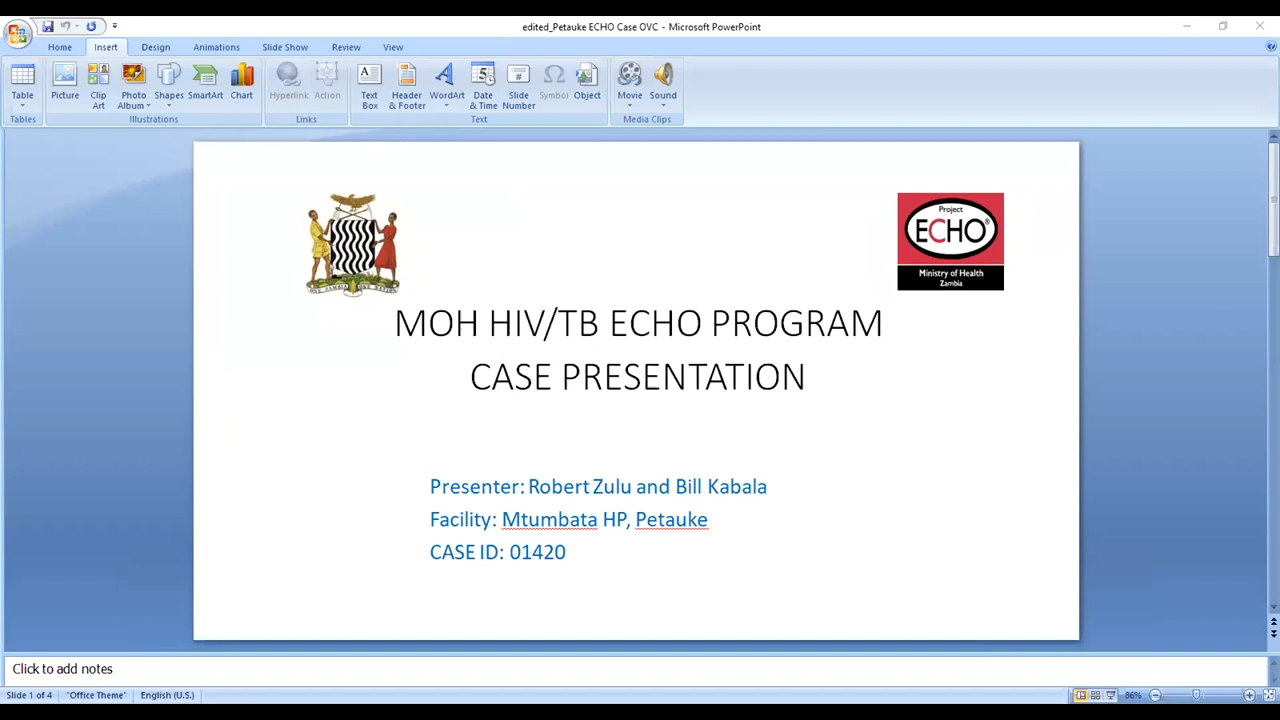 edited_Petauke ECHO Case OVC - Microsoft PowerPoint
Home Insert Design Animations Slide Show Review View
Table Picture Clip Art Photo Album Shapes SmartArt Chart Hyperlink Action Text Box Header & Footer WordArt Date & Time Slide Number Symbol Object Movie Sound
Tables Illustrations Links Text Media Clips
Project
ECHO®
Ministry of Health
Zambia
ONE ZAMBIA ONE NATION
MOH HIV/TB ECHO PROGRAM
CASE PRESENTATION
Presenter: Robert Zulu and Bill Kabala
Facility: Mtumbata HP, Petauke
CASE ID: 01420
Click to add notes
Slide 1 of 4 "Office Theme" English (U.S.) 86%